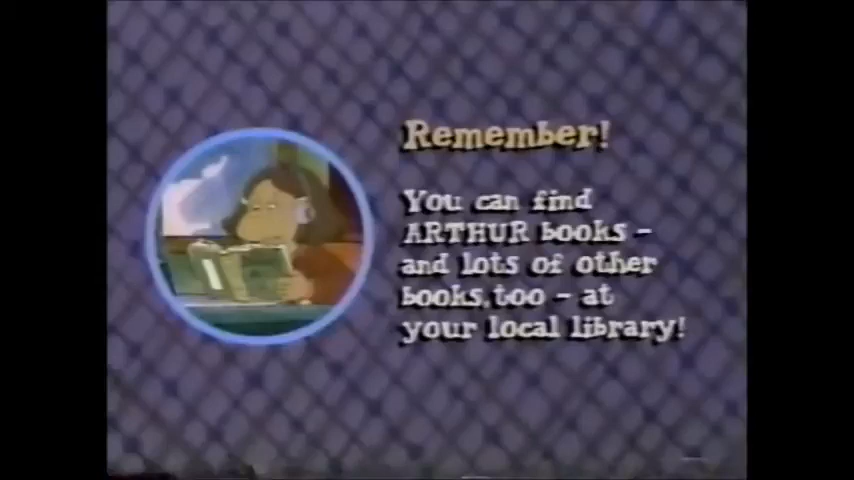 Remember!
You can find
ARTHUR books -
and lots of other
books, too - at
your local library!